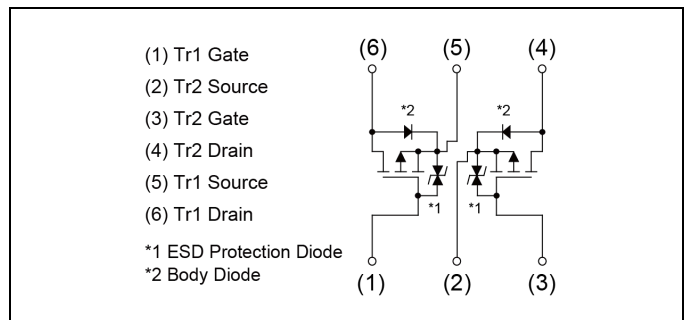 (1) Tr1 Gate
(2) Tr2 Source
(3) Tr2 Gate
(4) Tr2 Drain
(5) Tr1 Source
(6) Tr1 Drain
*1 ESD Protection Diode
*2 Body Diode
(6) (5) (4)
*2 *2
*1 *1
(1) (2) (3)